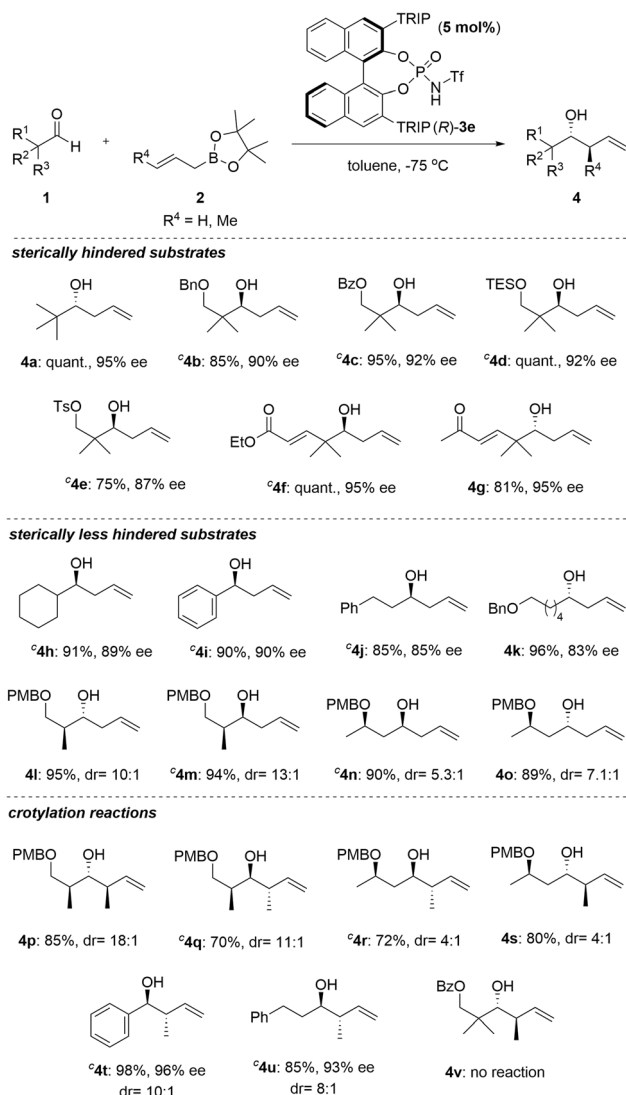 TRIP (5 mol%)
O
O
P
O
NH
Tf
O
TRIP (R)-3e
R1
R2
R3
O
+
R4
B
O
O
toluene, -75 °C
OH
R1
R2
R3
R4
1
2
4
R4 = H, Me
sterically hindered substrates
OH
BnO OH
BzO OH
TESO OH
4a: quant., 95% ee
c4b: 85%, 90% ee
c4c: 95%, 92% ee
c4d: quant., 92% ee
TsO OH
O OH
EtO
O OH
c4e: 75%, 87% ee
c4f: quant., 95% ee
4g: 81%, 95% ee
sterically less hindered substrates
OH
OH
OH
Ph
OH
BnO ( )4
c4h: 91%, 89% ee
c4i: 90%, 90% ee
c4j: 85%, 85% ee
4k: 96%, 83% ee
PMBO OH
PMBO OH
PMBO OH
PMBO OH
4l: 95%, dr= 10:1
c4m: 94%, dr= 13:1
c4n: 90%, dr= 5.3:1
4o: 89%, dr= 7.1:1
crotylation reactions
PMBO OH
PMBO OH
PMBO OH
PMBO OH
4p: 85%, dr= 18:1
c4q: 70%, dr= 11:1
c4r: 72%, dr= 4:1
4s: 80%, dr= 4:1
OH
OH
Ph
BzO OH
c4t: 98%, 96% ee
dr= 10:1
c4u: 85%, 93% ee
dr= 8:1
4v: no reaction